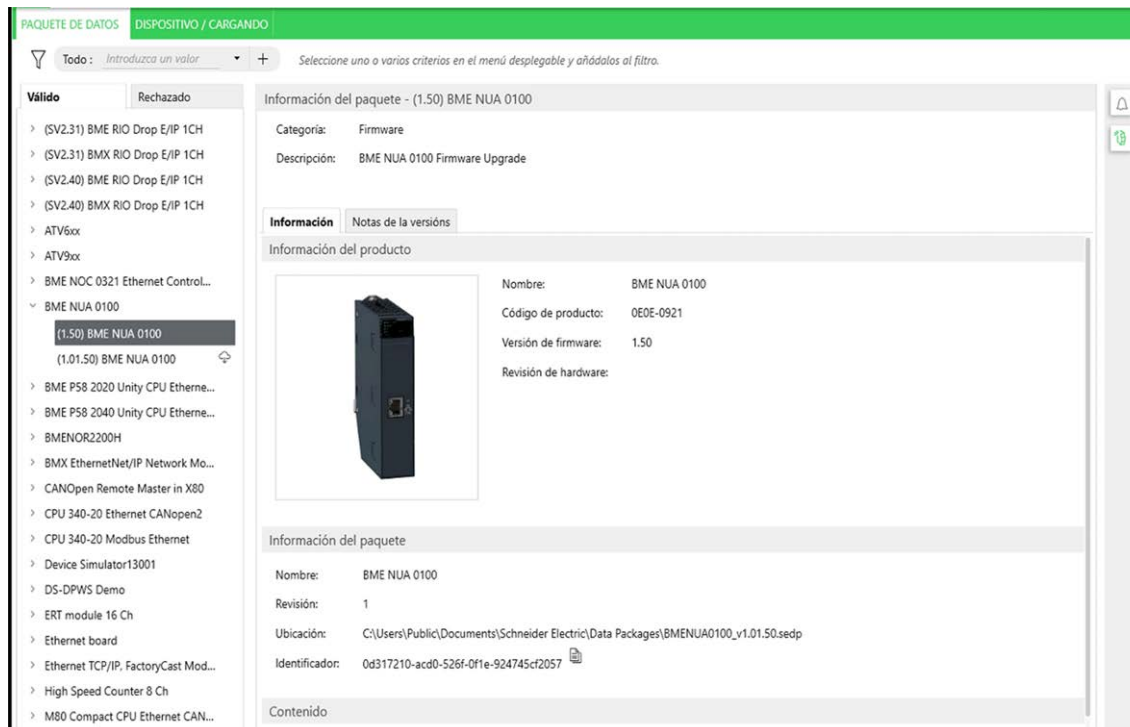 PAQUETE DE DATOS
DISPOSITIVO / CARGANDO
Todo :
Introduzca un valor
Seleccione uno o varios criterios en el menú desplegable y añádalos al filtro.
Válido
Rechazado
(SV2.31) BME RIO Drop E/IP 1CH
(SV2.31) BMX RIO Drop E/IP 1CH
(SV2.40) BME RIO Drop E/IP 1CH
(SV2.40) BMX RIO Drop E/IP 1CH
ATV6xx
ATV9xx
BME NOC 0321 Ethernet Control...
BME NUA 0100
(1.50) BME NUA 0100
(1.01.50) BME NUA 0100
BME P58 2020 Unity CPU Etherne...
BME P58 2040 Unity CPU Etherne...
BMENOR2200H
BMX EthernetNet/IP Network Mo...
CANOpen Remote Master in X80
CPU 340-20 Ethernet CANopen2
CPU 340-20 Modbus Ethernet
Device Simulator13001
DS-DPWS Demo
ERT module 16 Ch
Ethernet board
Ethernet TCP/IP, FactoryCast Mod...
High Speed Counter 8 Ch
M80 Compact CPU Ethernet CAN...
Información del paquete - (1.50) BME NUA 0100
Categoría: Firmware
Descripción: BME NUA 0100 Firmware Upgrade
Información
Notas de la versións
Información del producto
Nombre: BME NUA 0100
Código de producto: 0E0E-0921
Versión de firmware: 1.50
Revisión de hardware:
Información del paquete
Nombre: BME NUA 0100
Revisión: 1
Ubicación: C:\Users\Public\Documents\Schneider Electric\Data Packages\BMENUA0100_v1.01.50.sedp
Identificador: 0d317210-acd0-526f-0f1e-924745cf2057
Contenido